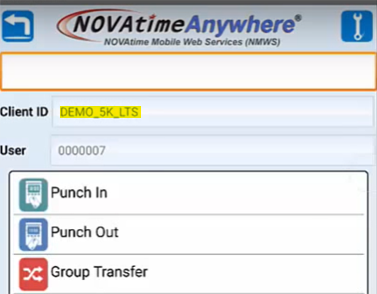 NOVAtimeAnywhere®
NOVAtime Mobile Web Services (NMWS)
Client ID DEMO_5K_LTS
User 0000007
Punch In
Punch Out
Group Transfer